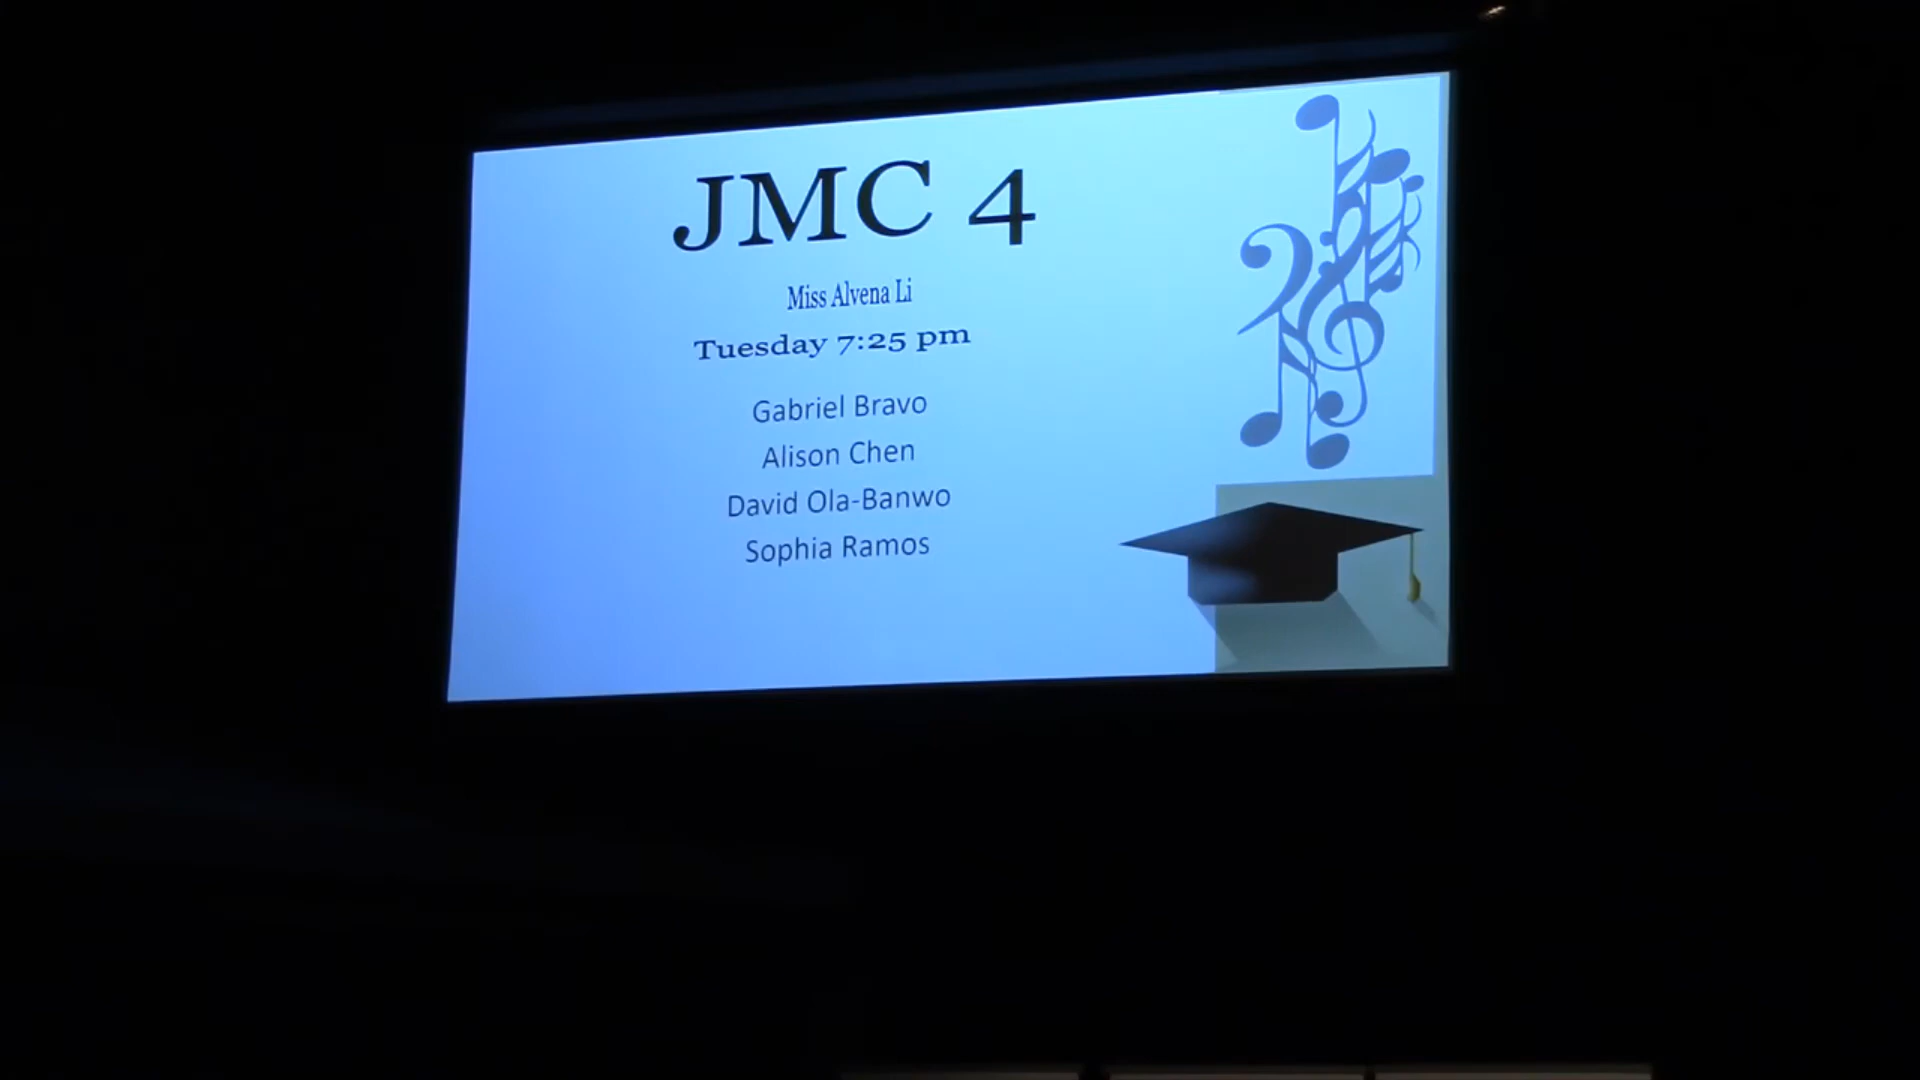 JMC 4
Miss Alvena Li
Tuesday 7:25 pm
Gabriel Bravo
Alison Chen
David Ola-Banwo
Sophia Ramos